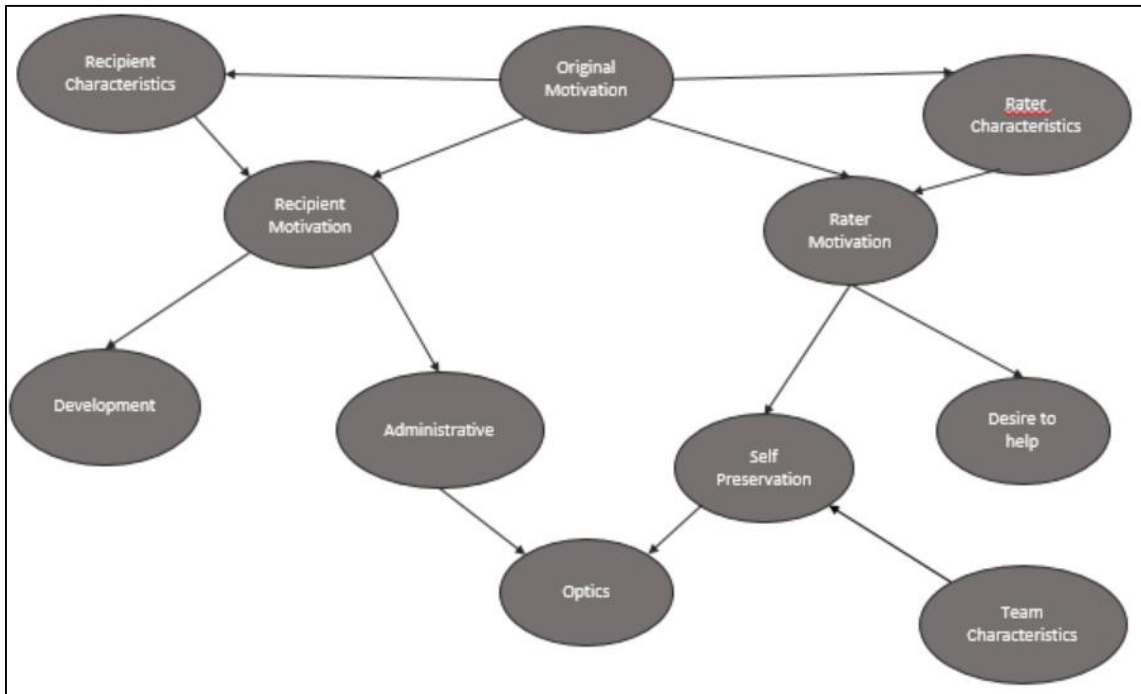 Recipient
Characteristics
Original
Motivation
Rater
Characteristics
Recipient
Motivation
Rater
Motivation
Development
Administrative
Desire to
help
Self
Preservation
Optics
Team
Characteristics